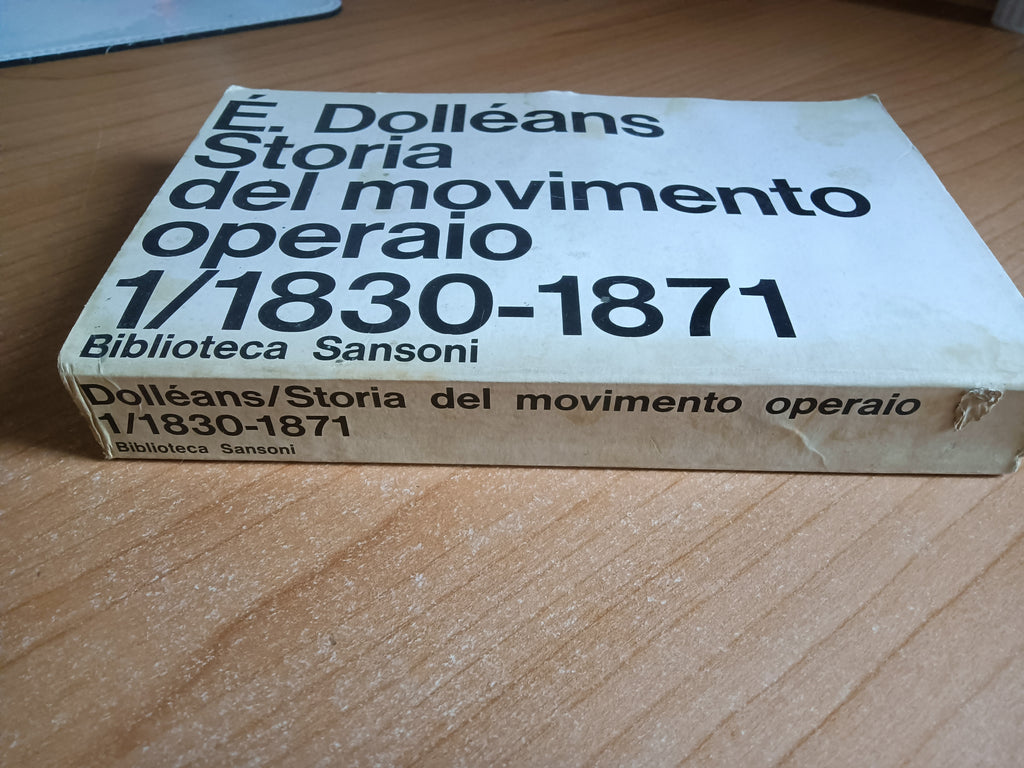 É. Dolléans
Storia
del movimento
operaio
1/1830-1871
Biblioteca Sansoni
Dolléans/Storia del movimento operaio
1/1830-1871
Biblioteca Sansoni